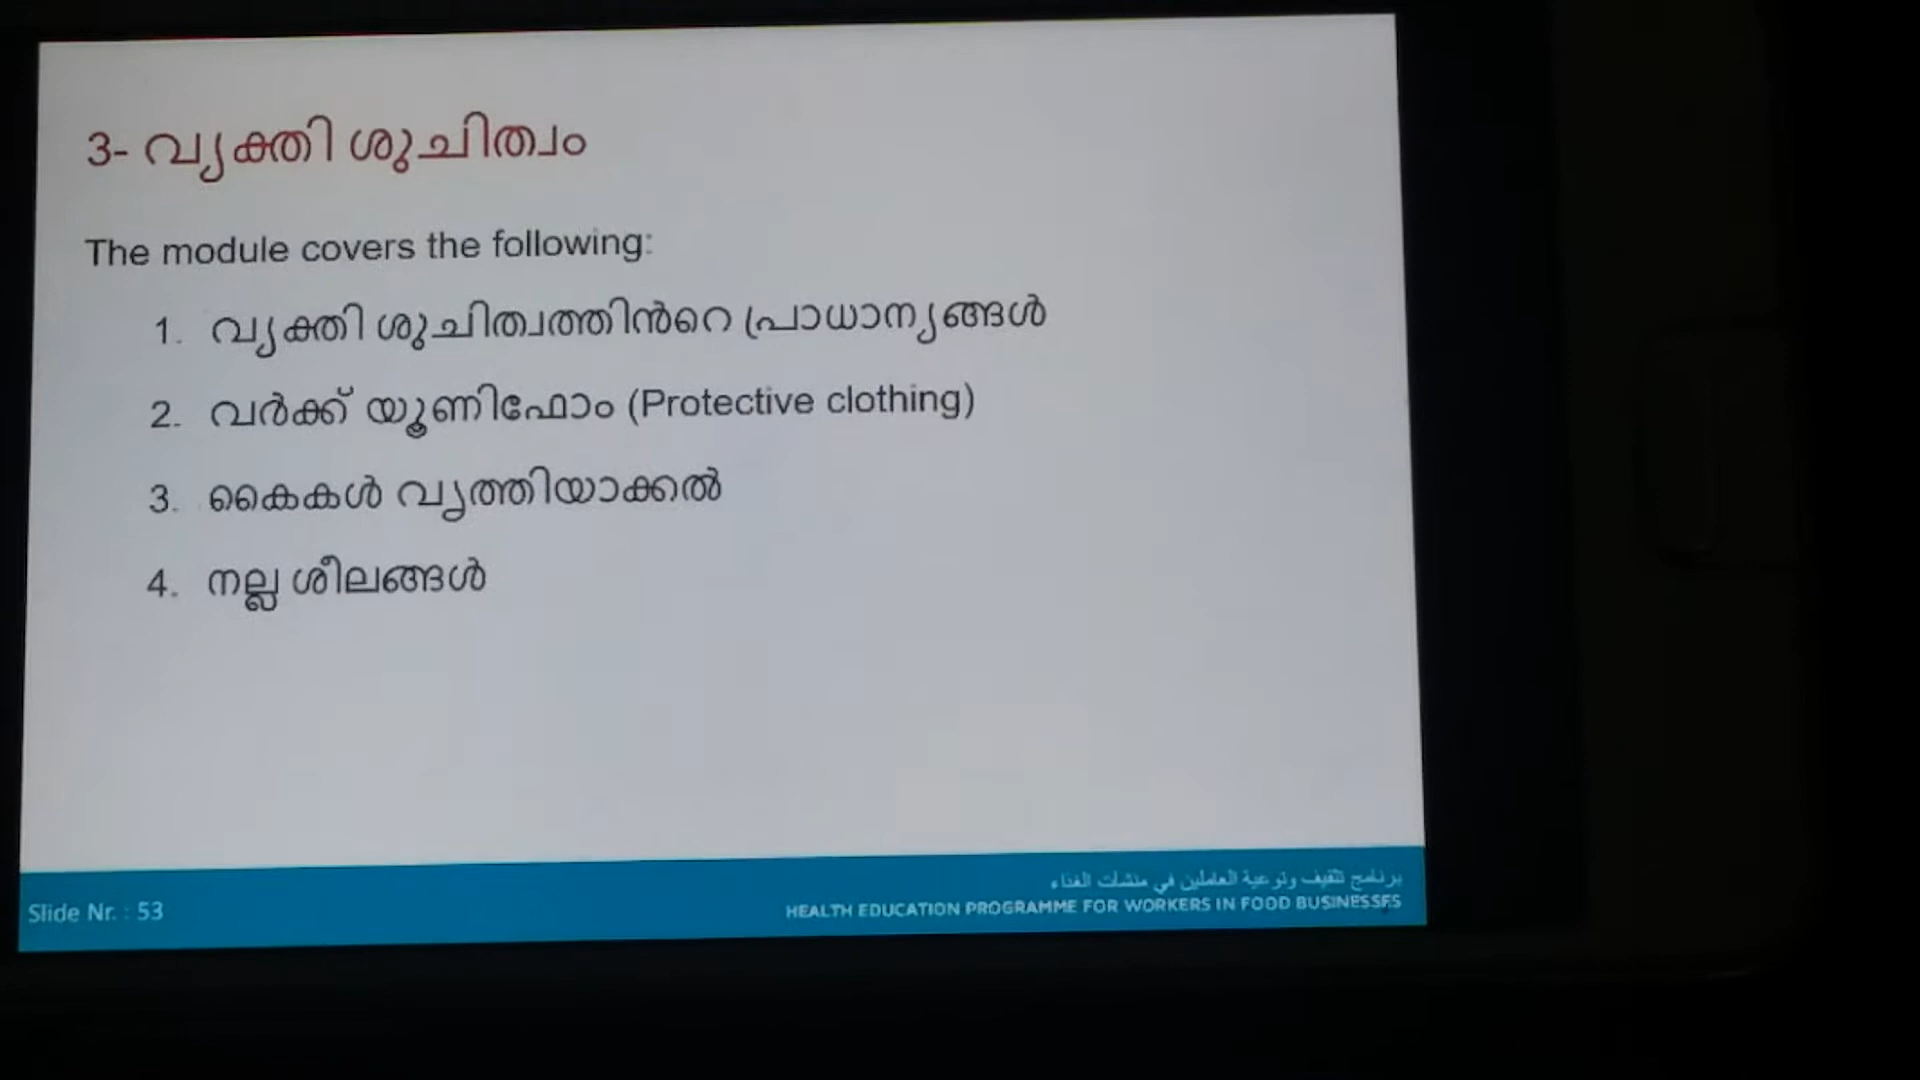 3- വ്യക്തി ശുചിത്വം
The module covers the following:
1. വ്യക്തി ശുചിത്വത്തിൻറെ പ്രാധാന്യങ്ങൾ
2. വർക്ക് യൂണിഫോം (Protective clothing)
3. കൈകൾ വൃത്തിയാക്കൽ
4. നല്ല ശീലങ്ങൾ
برنامج تثقيف وتوعية العاملين في منشآت الغذاء
Slide Nr. : 53
HEALTH EDUCATION PROGRAMME FOR WORKERS IN FOOD BUSINESSES